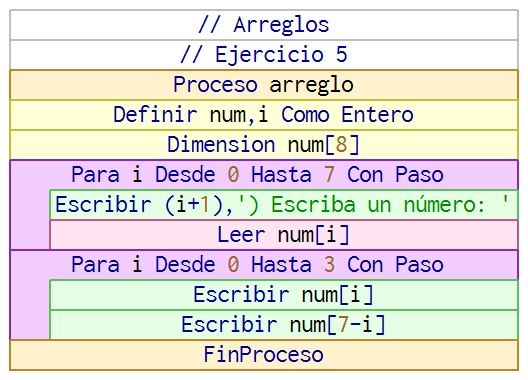 // Arreglos
// Ejercicio 5
Proceso arreglo
Definir num,i Como Entero
Dimension num[8]
Para i Desde 0 Hasta 7 Con Paso
Escribir (i+1),') Escriba un número: '
Leer num[i]
Para i Desde 0 Hasta 3 Con Paso
Escribir num[i]
Escribir num[7-i]
FinProceso